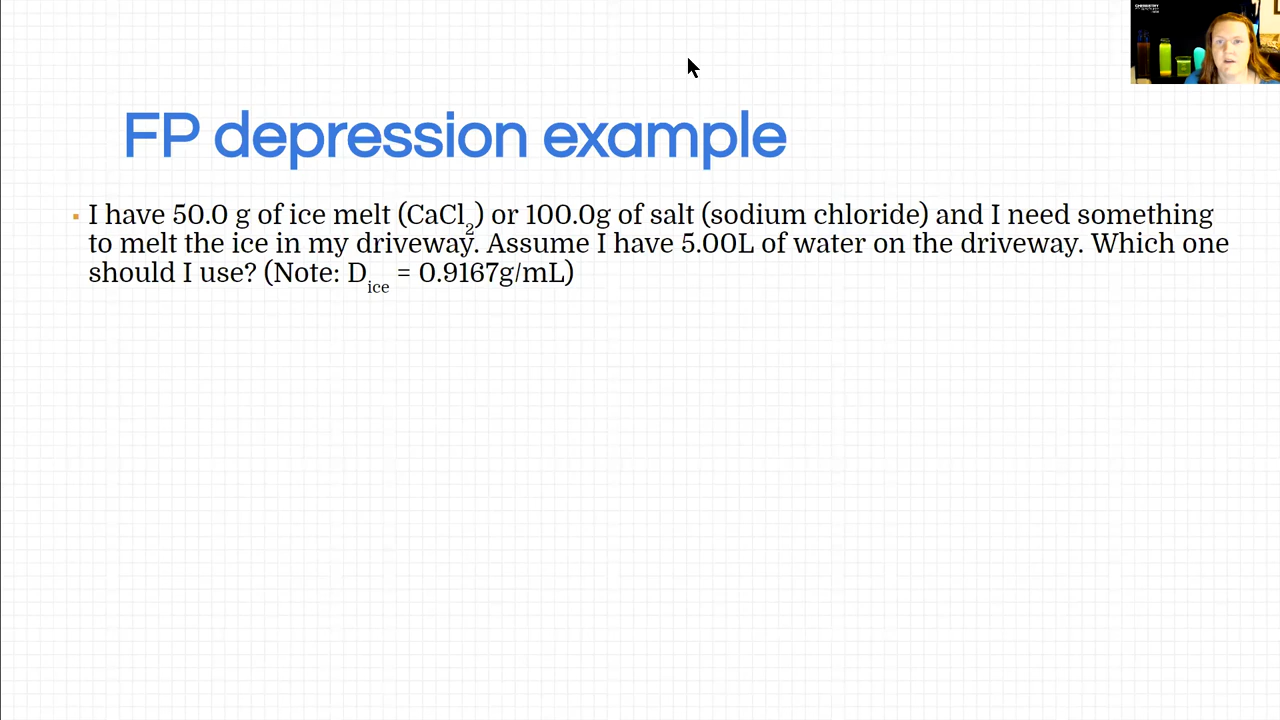 CHEMISTRY
FP depression example
▪ I have 50.0 g of ice melt (CaCl₂) or 100.0g of salt (sodium chloride) and I need something
to melt the ice in my driveway. Assume I have 5.00L of water on the driveway. Which one
should I use? (Note: D_ice = 0.9167g/mL)